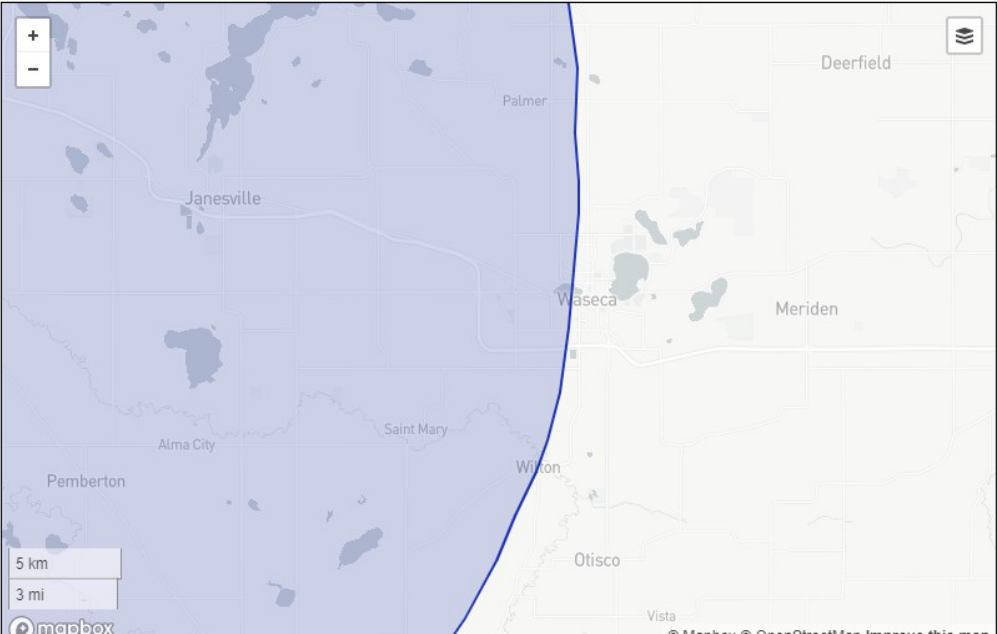 +
Deerfield
−
Palmer
Janesville
Waseca
Meriden
Saint Mary
Alma City
Wilton
Pemberton
Otisco
5 km
3 mi
Vista
mapbox
© Mapbox © OpenStreetMap Improve this map